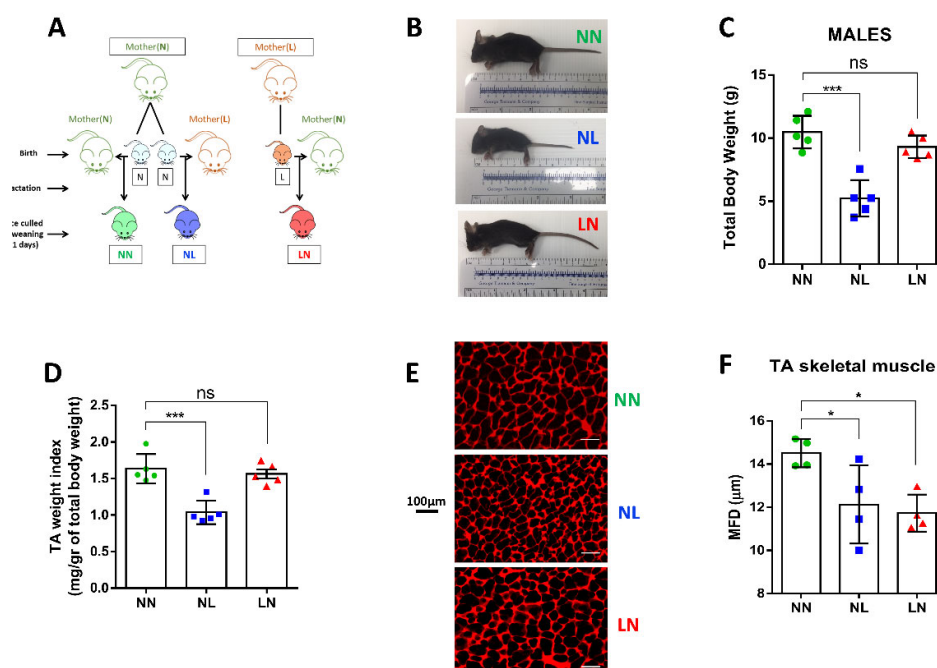 A
Mother(N)
Mother(L)
Mother(N)
Mother(L)
Mother(N)
Birth
N
N
L
actation
ce culled
weaning
1 days)
NN
NL
LN
B
NN
NL
LN
C
MALES
ns
***
Total Body Weight (g)
15
10
5
0
NN
NL
LN
D
ns
***
TA weight index
(mg/gr of total body weight)
2.5
2.0
1.5
1.0
0.5
0.0
NN
NL
LN
E
NN
100μm
NL
LN
F
TA skeletal muscle
*
*
MFD (μm)
16
14
12
10
8
NN
NL
LN